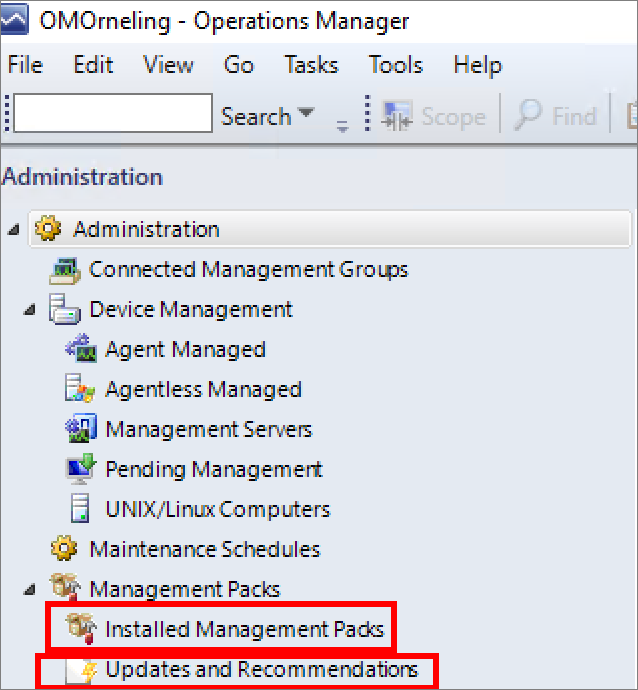 OMOrneling - Operations Manager
File Edit View Go Tasks Tools Help
Search Scope Find
Administration
Administration
Connected Management Groups
Device Management
Agent Managed
Agentless Managed
Management Servers
Pending Management
UNIX/Linux Computers
Maintenance Schedules
Management Packs
Installed Management Packs
Updates and Recommendations